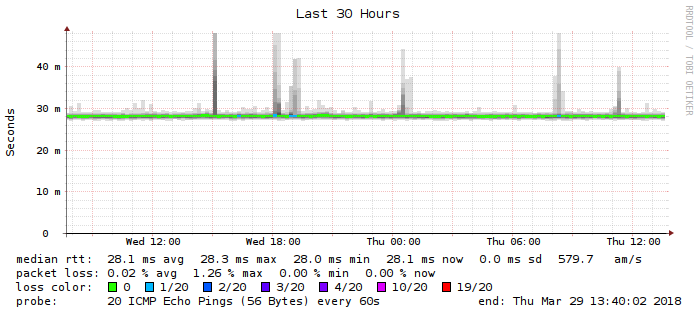 Last 30 Hours
RRDTOOL / TOBI OETIKER
Seconds
40 m
30 m
20 m
10 m
0
Wed 12:00 Wed 18:00 Thu 00:00 Thu 06:00 Thu 12:00
median rtt: 28.1 ms avg 28.3 ms max 28.0 ms min 28.1 ms now 0.0 ms sd 579.7 am/s
packet loss: 0.02 % avg 1.26 % max 0.00 % min 0.00 % now
loss color: 0 1/20 2/20 3/20 4/20 10/20 19/20
probe: 20 ICMP Echo Pings (56 Bytes) every 60s end: Thu Mar 29 13:40:02 2018